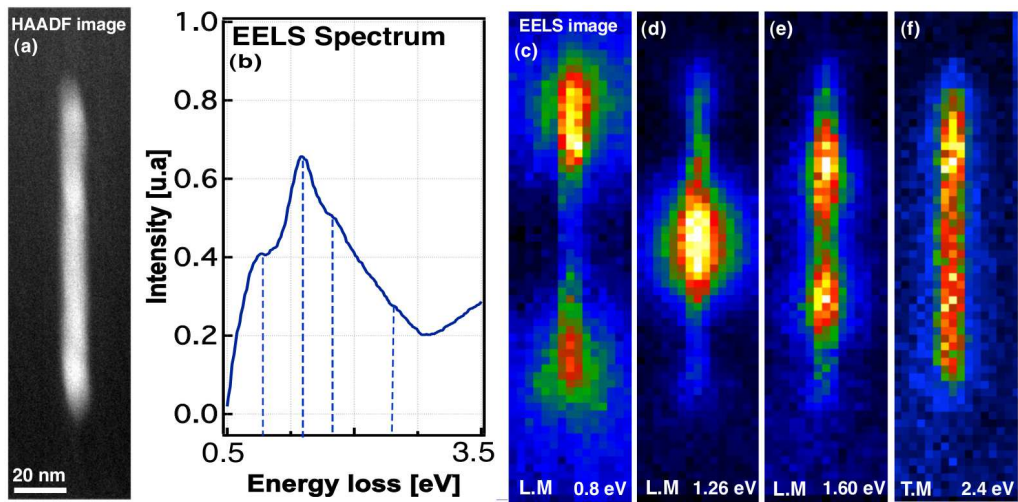 HAADF image
(a)
20 nm
EELS Spectrum
(b)
1.0
0.8
0.6
0.4
0.2
0.0
Intensity [u.a]
0.5
3.5
Energy loss [eV]
EELS image
(c)
L.M 0.8 eV
(d)
L.M 1.26 eV
(e)
L.M 1.60 eV
(f)
T.M 2.4 eV